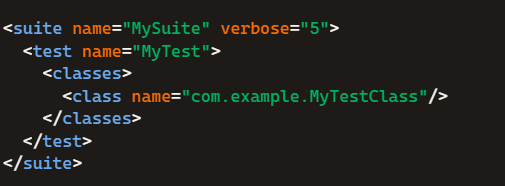 <suite name="MySuite" verbose="5">
  <test name="MyTest">
    <classes>
      <class name="com.example.MyTestClass"/>
    </classes>
  </test>
</suite>